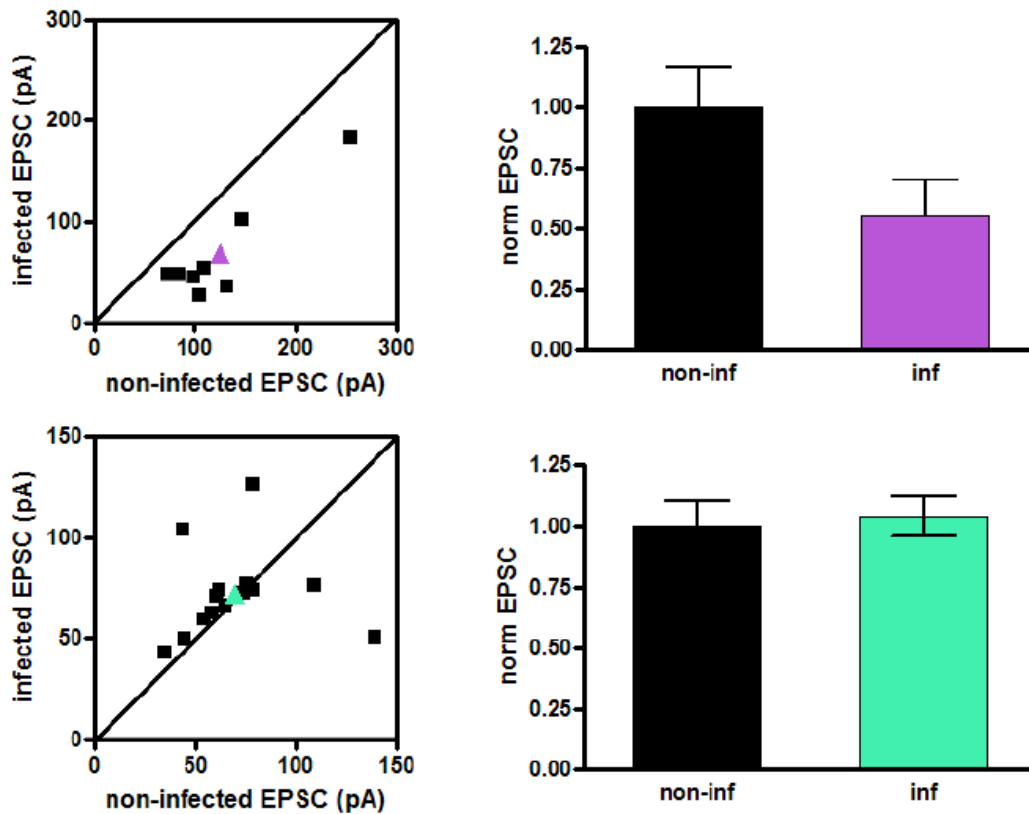 300
200
100
0
infected EPSC (pA)
0 100 200 300
non-infected EPSC (pA)
1.25
1.00
0.75
0.50
0.25
0.00
norm EPSC
non-inf inf
150
100
50
0
infected EPSC (pA)
0 50 100 150
non-infected EPSC (pA)
1.25
1.00
0.75
0.50
0.25
0.00
norm EPSC
non-inf inf